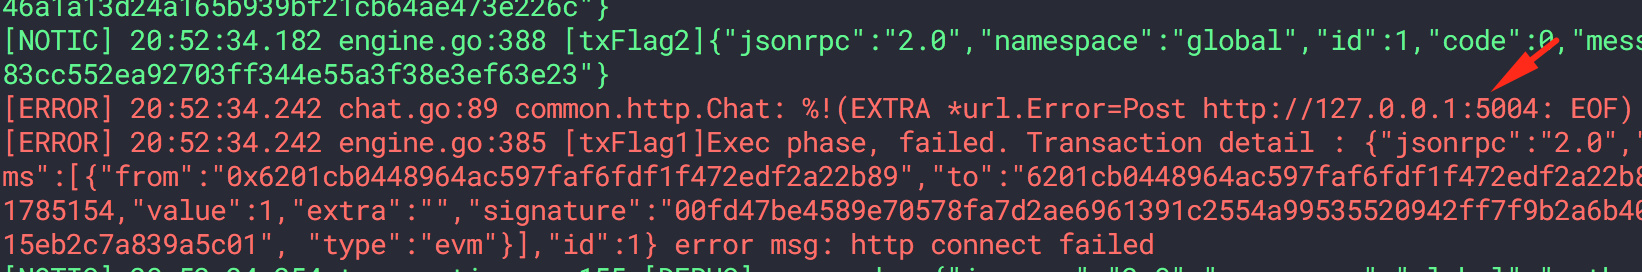 46a1a13d24a165b939bf21cb64ae473e226c"}
[NOTIC] 20:52:34.182 engine.go:388 [txFlag2]{"jsonrpc":"2.0","namespace":"global","id":1,"code":0,"mess
83cc552ea92703ff344e55a3f38e3ef63e23"}
[ERROR] 20:52:34.242 chat.go:89 common.http.Chat: %!(EXTRA *url.Error=Post http://127.0.0.1:5004: EOF)
[ERROR] 20:52:34.242 engine.go:385 [txFlag1]Exec phase, failed. Transaction detail : {"jsonrpc":"2.0","
ms":[{"from":"0x6201cb0448964ac597faf6fdf1f472edf2a22b89","to":"6201cb0448964ac597faf6fdf1f472edf2a22b8
1785154,"value":1,"extra":"","signature":"00fd47be4589e70578fa7d2ae6961391c2554a99535520942ff7f9b2a6b40
15eb2c7a839a5c01", "type":"evm"}],"id":1} error msg: http connect failed